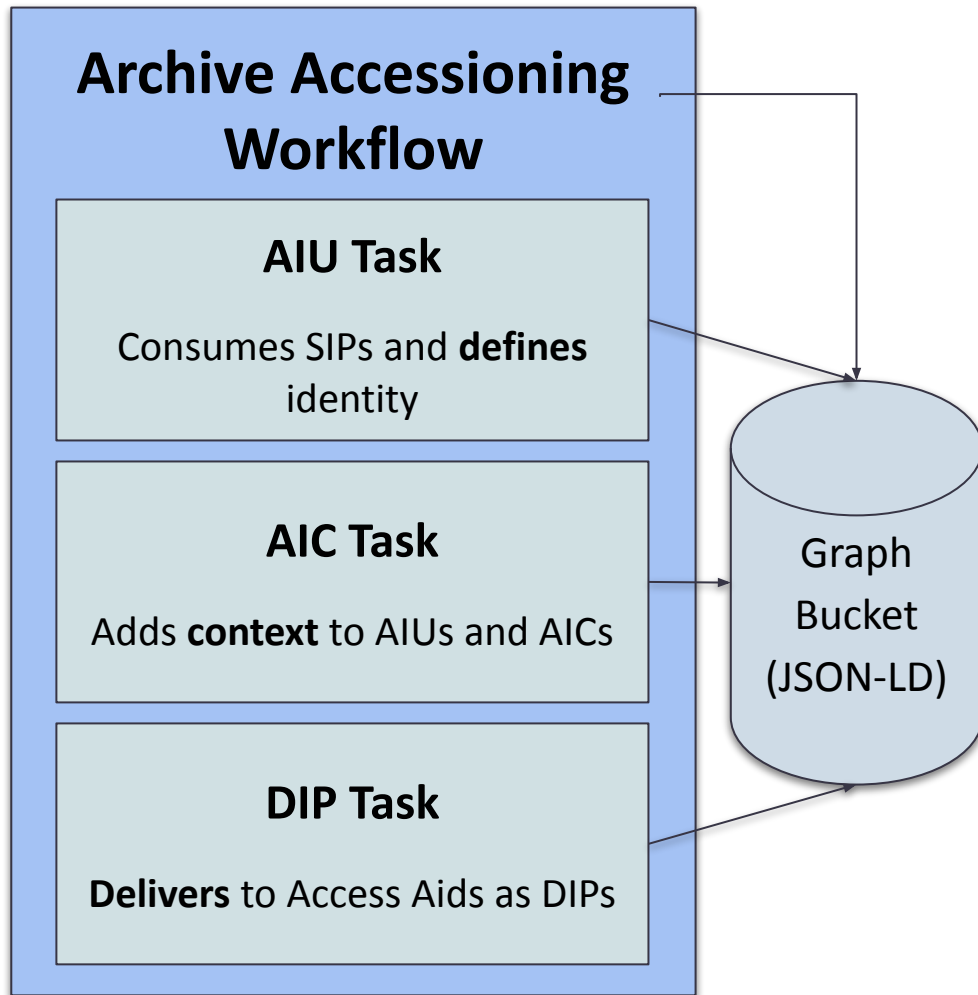 Archive Accessioning
Workflow
AIU Task
Consumes SIPs and defines
identity
AIC Task
Adds context to AIUs and AICs
DIP Task
Delivers to Access Aids as DIPs
Graph
Bucket
(JSON-LD)